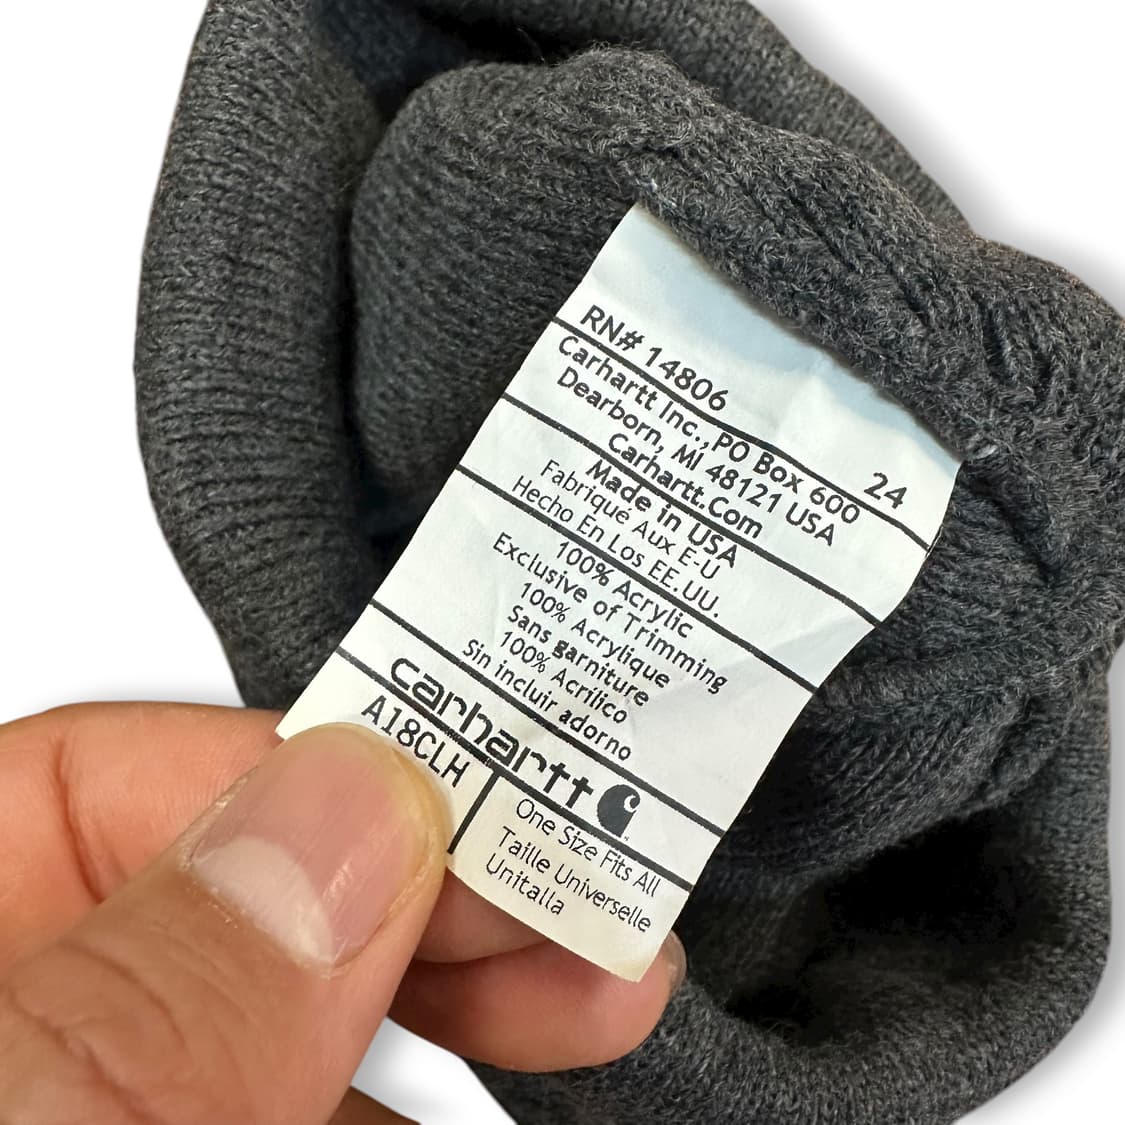 RN# 14806 24
Carhartt Inc., PO Box 600
Dearborn, MI 48121 USA
Carhartt.Com
Made in USA
Fabriqué Aux E-U
Hecho En Los EE.UU.
100% Acrylic
Exclusive of Trimming
100% Acrylique
Sans garniture
100% Acrílico
Sin incluir adorno
carhartt
A18CLH
One Size Fits All
Taille Universelle
Unitalla